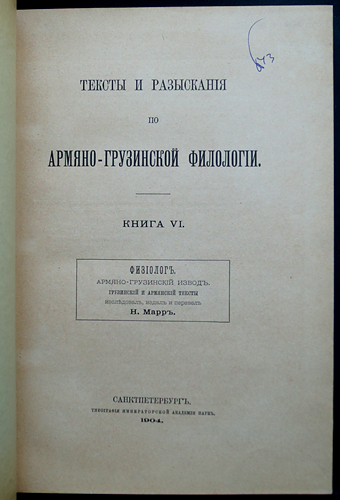 ТЕКСТЫ И РАЗЫСКАНІЯ
ПО
АРМЯНО-ГРУЗИНСКОЙ ФИЛОЛОГІИ.
КНИГА VI.
ФИЗІОЛОГЪ.
АРМЯНО-ГРУЗИНСКІЙ ИЗВОДЪ.
ГРУЗИНСКІЙ И АРМЯНСКІЙ ТЕКСТЫ
изслѣдовалъ, издалъ и перевелъ
Н. Марръ.
САНКТПЕТЕРБУРГЪ.
ТИПОГРАФІЯ ИМПЕРАТОРСКОЙ АКАДЕМІИ НАУКЪ.
1904.